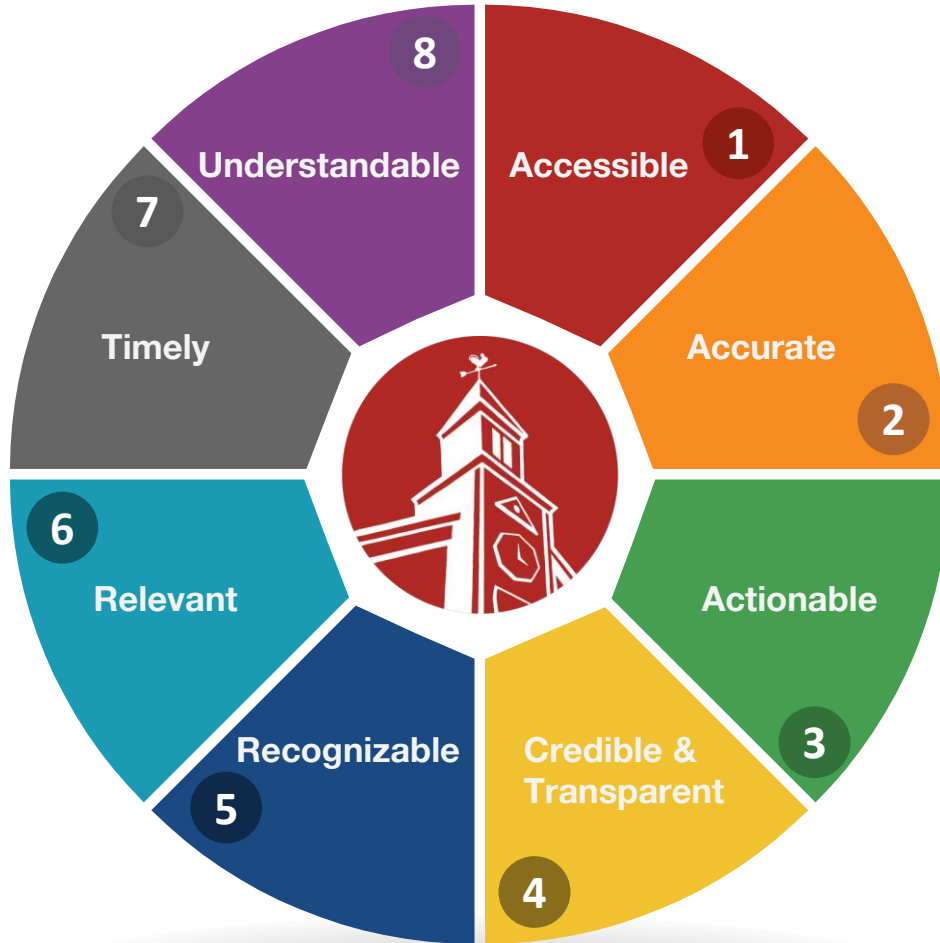 1
Accessible
2
Accurate
3
Actionable
4
Credible &
Transparent
5
Recognizable
6
Relevant
7
Timely
8
Understandable